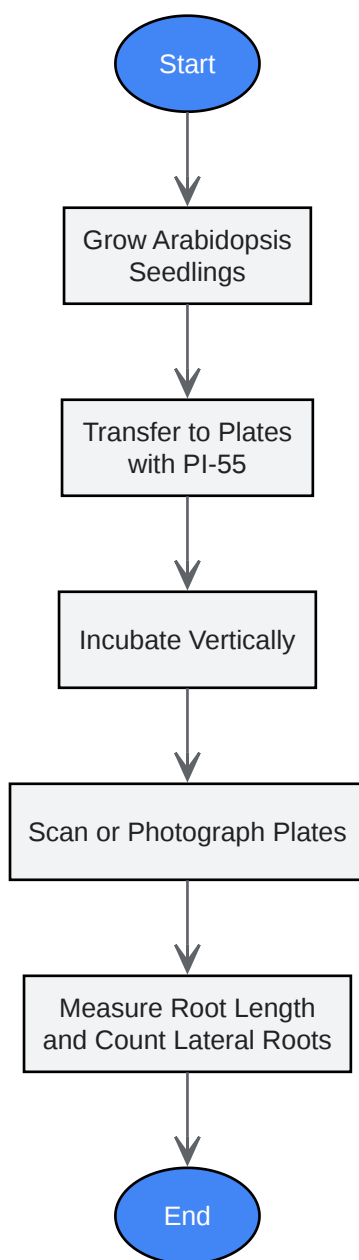 Start
Grow Arabidopsis
Seedlings
Transfer to Plates
with PI-55
Incubate Vertically
Scan or Photograph Plates
Measure Root Length
and Count Lateral Roots
End